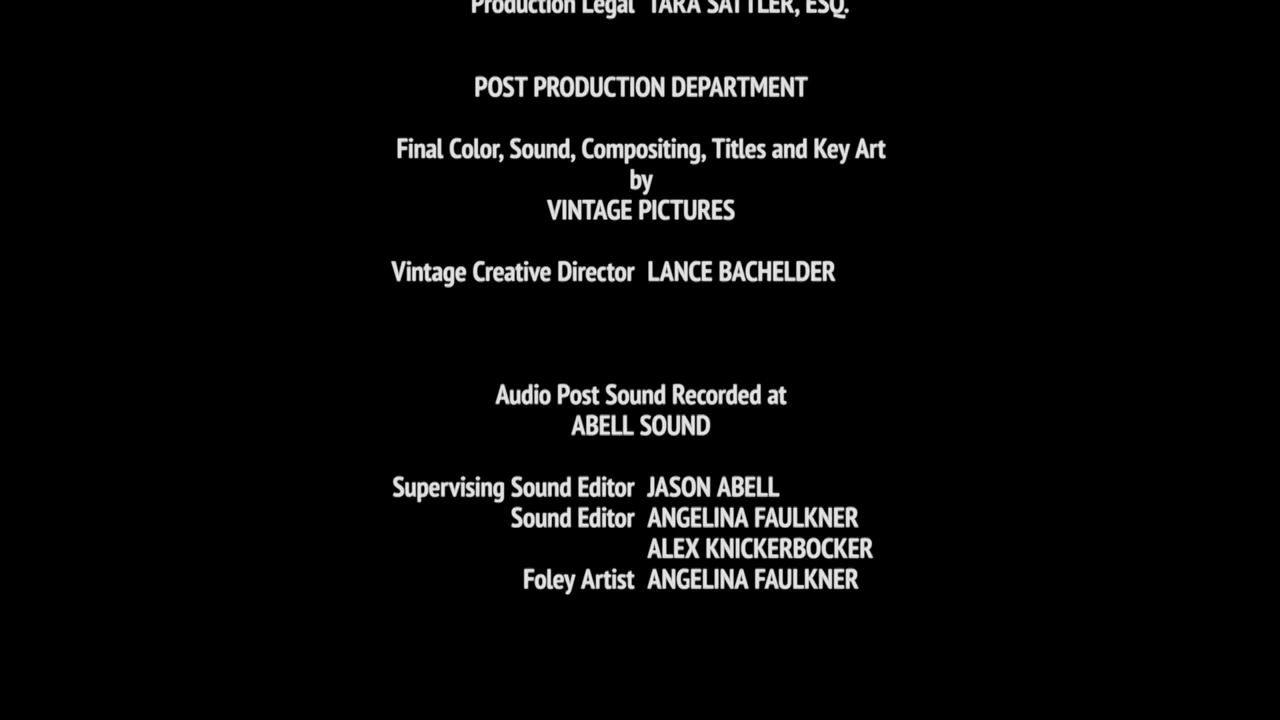 Production Legal TARA SATTLER, ESQ.
POST PRODUCTION DEPARTMENT
Final Color, Sound, Compositing, Titles and Key Art
by
VINTAGE PICTURES
Vintage Creative Director LANCE BACHELDER
Audio Post Sound Recorded at
ABELL SOUND
Supervising Sound Editor JASON ABELL
Sound Editor ANGELINA FAULKNER
ALEX KNICKERBOCKER
Foley Artist ANGELINA FAULKNER